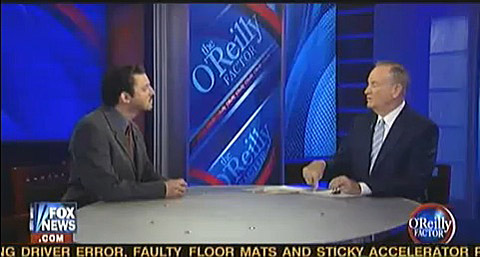 the
O'Reilly
FACTOR
the
O'Reilly
FACTOR
FOX
NEWS
.COM
O'Reilly
FACTOR
NG DRIVER ERROR, FAULTY FLOOR MATS AND STICKY ACCELERATOR P